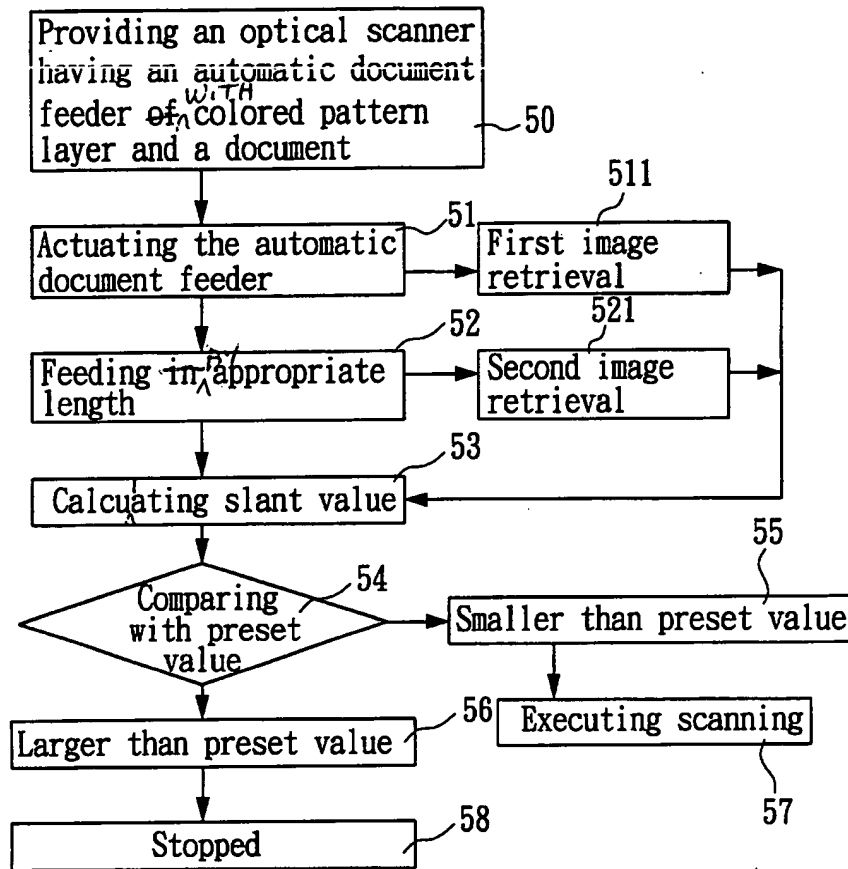 Providing an optical scanner
having an automatic document
WITH
feeder of colored pattern
layer and a document
50
51
Actuating the automatic
document feeder
511
First image
retrieval
52
BY
Feeding in appropriate
length
521
Second image
retrieval
53
l
Calcuating slant value
54
Comparing
with preset
value
55
Smaller than preset value
56
Larger than preset value
Executing scanning
57
58
Stopped